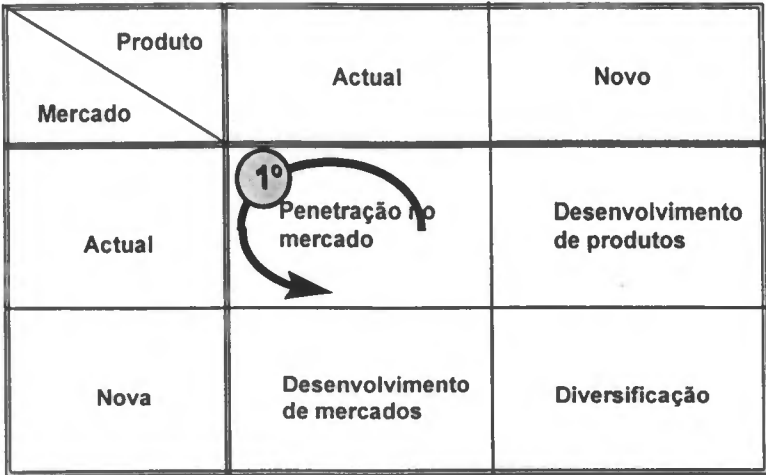 Produto
Mercado
Actual
Novo
Actual
1º
Penetração no
mercado
Desenvolvimento
de produtos
Nova
Desenvolvimento
de mercados
Diversificação